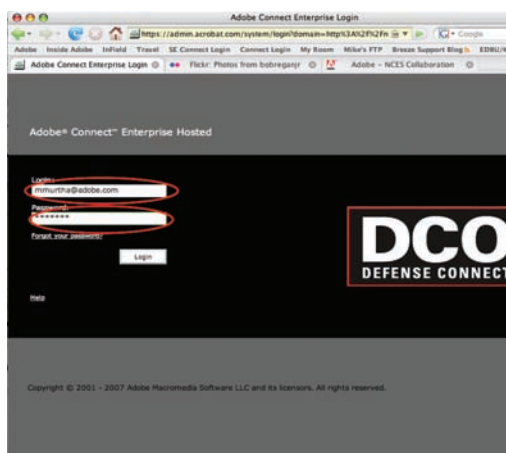 Adobe Connect Enterprise Login
https://admin.acrobat.com/system/login?domain=http%3A%2F%2Fn
Google
Adobe Inside Adobe InField Travel SE Connect Login Connect Login My Room Mike's FTP Breeze Support Blog EDBU/
Adobe Connect Enterprise Login Flickr: Photos from bobreganjr Adobe - NCES Collaboration
Adobe® Connect™ Enterprise Hosted
Login:
mmurtha@adobe.com
Password:
*******
Forgot your password?
Login
DCO
DEFENSE CONNECT
Help
Copyright © 2001 - 2007 Adobe Macromedia Software LLC and its licensors. All rights reserved.